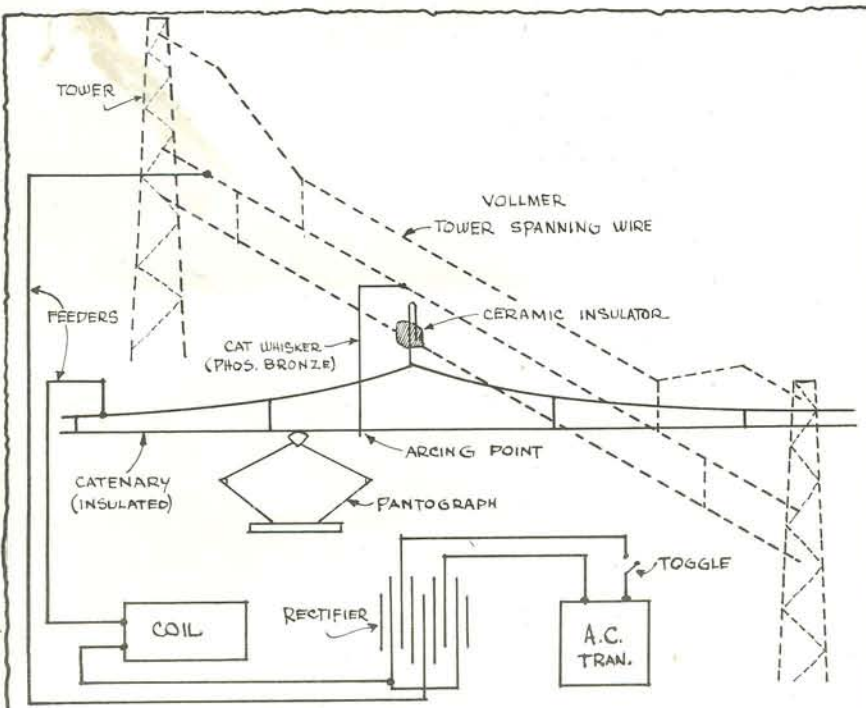 TOWER
VOLLMER
TOWER SPANNING WIRE
FEEDERS
CERAMIC INSULATOR
CAT WHISKER
(PHOS. BRONZE)
ARCING POINT
CATENARY
(INSULATED)
PANTOGRAPH
TOGGLE
RECTIFIER
COIL
A.C.
TRAN.